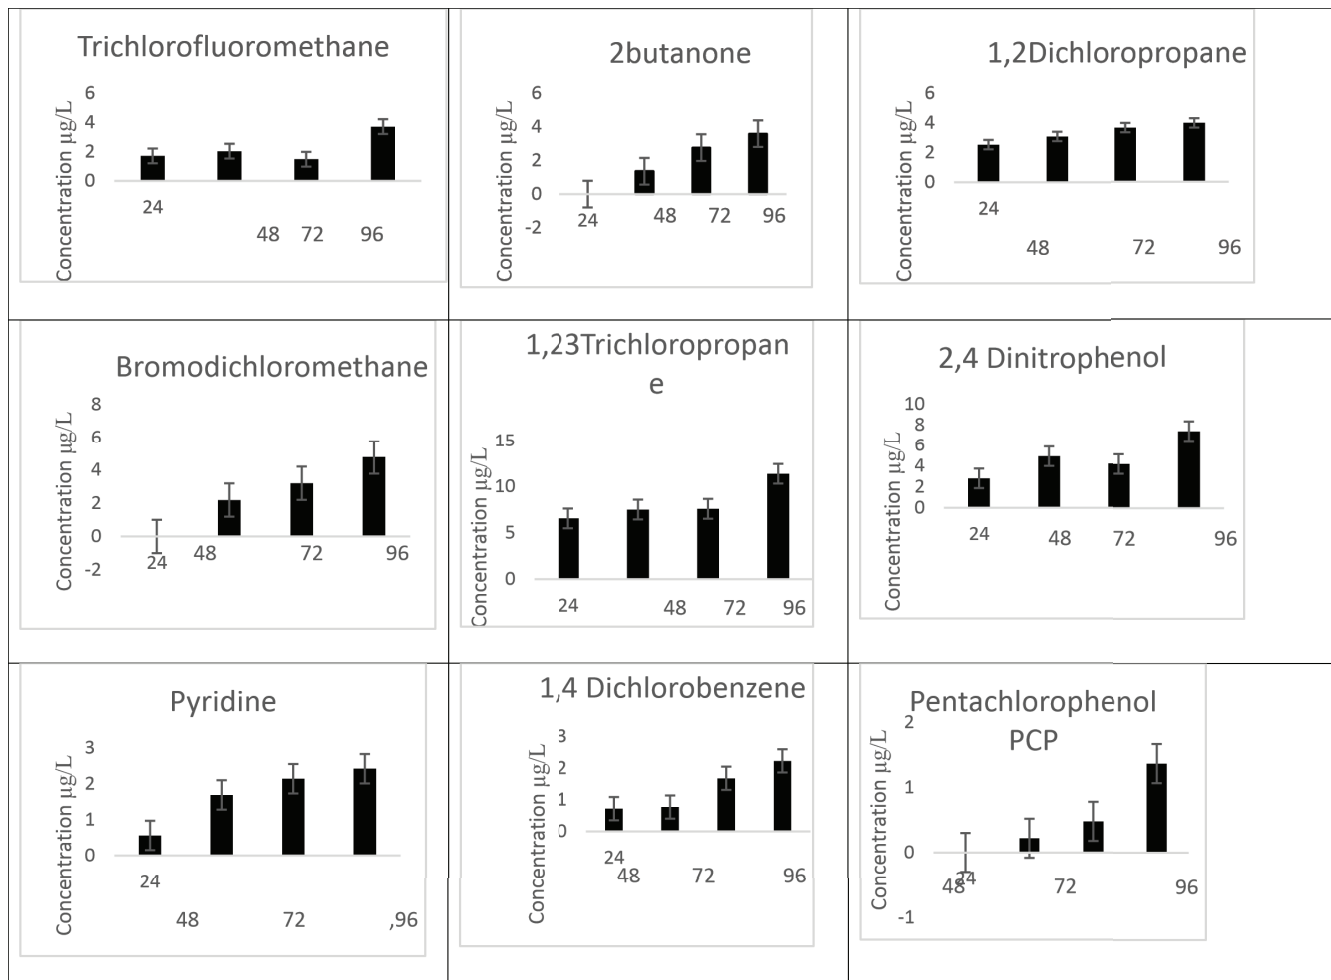 Trichlorofluoromethane
Concentration µg/L
6
4
2
0
24
48 72 96
2butanone
Concentration µg/L
6
4
2
0
-2
24 48 72 96
1,2Dichloropropane
Concentration µg/L
6
4
2
0
24
48 72 96
Bromodichloromethane
Concentration µg/L
8
6
4
2
0
-2
24 48 72 96
1,23Trichloropropan
e
Concentration µg/L
15
10
5
0
24 48 72 96
2,4 Dinitrophenol
Concentration µg/L
10
8
6
4
2
0
24 48 72 96
Pyridine
Concentration µg/L
3
2
1
0
24
48 72 ,96
1,4 Dichlorobenzene
Concentration µg/L
3
2
1
0
24
48 72 96
Pentachlorophenol
PCP
Concentration µg/L
2
1
0
-1
24
48 72 96